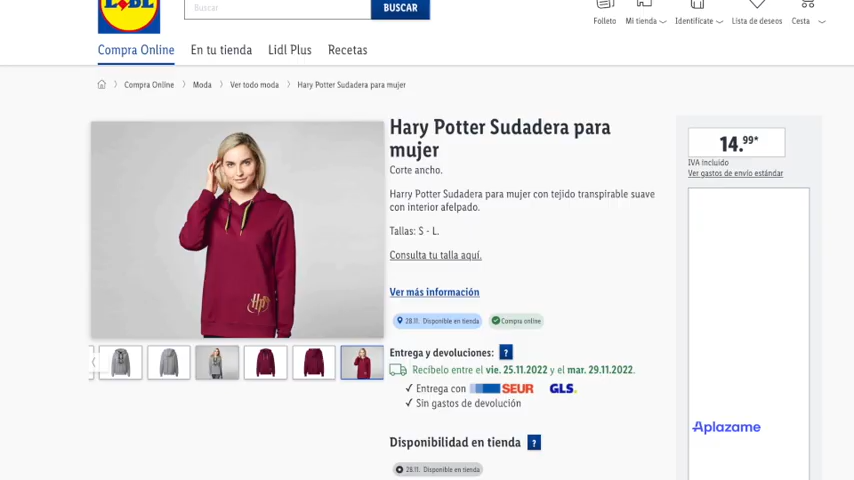 LIDL
Buscar
BUSCAR
Folleto
Mi tienda
Identifícate
Lista de deseos
Cesta
Compra Online
En tu tienda
Lidl Plus
Recetas
Compra Online
Moda
Ver todo moda
Hary Potter Sudadera para mujer
Hary Potter Sudadera para
mujer
Corte ancho.
Harry Potter Sudadera para mujer con tejido transpirable suave
con interior afelpado.
Tallas: S - L.
Consulta tu talla aquí.
Ver más información
28.11. Disponible en tienda
Compra online
Entrega y devoluciones: ?
Recíbelo entre el vie. 25.11.2022 y el mar. 29.11.2022.
✓ Entrega con SEUR GLS.
✓ Sin gastos de devolución
Disponibilidad en tienda ?
28.11. Disponible en tienda
14.99*
IVA incluido
Ver gastos de envío estándar
Aplazame
HP